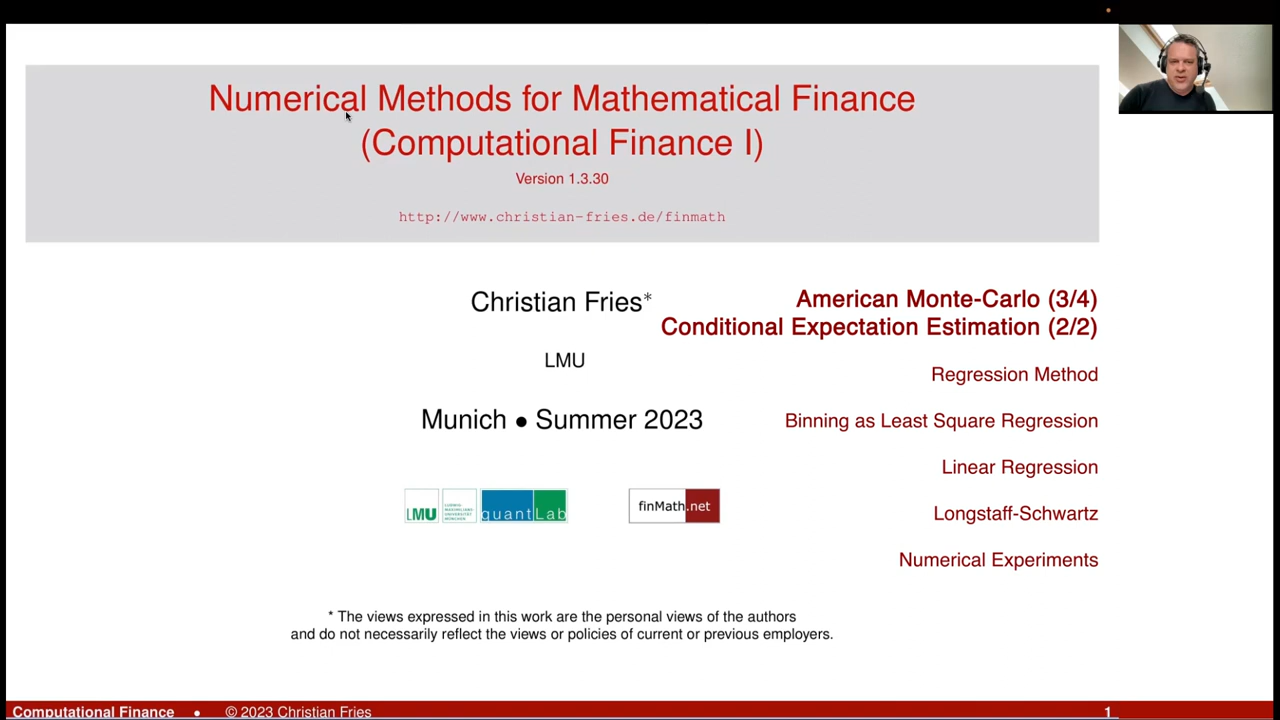 Numerical Methods for Mathematical Finance
(Computational Finance I)
Version 1.3.30
http://www.christian-fries.de/finmath
Christian Fries*
LMU
Munich • Summer 2023
American Monte-Carlo (3/4)
Conditional Expectation Estimation (2/2)
Regression Method
Binning as Least Square Regression
Linear Regression
Longstaff-Schwartz
Numerical Experiments
LMU
quantLab
finMath.net
* The views expressed in this work are the personal views of the authors
and do not necessarily reflect the views or policies of current or previous employers.
Computational Finance • © 2023 Christian Fries 1